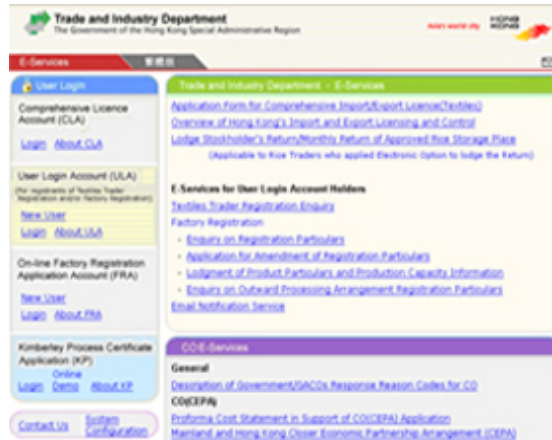 Trade and Industry Department
The Government of the Hong Kong Special Administrative Region
Asia's world city
HONG KONG
E-Services
繁體版
User Login
Comprehensive Licence
Account (CLA)
Login About CLA
User Login Account (ULA)
(For registrants of Textiles Trader
Registration and/or Factory Registration)
New User
Login About ULA
On-line Factory Registration
Application Account (FRA)
New User
Login About FRA
Kimberley Process Certificate
Application (KP)
Online
Login Demo About KP
Contact Us System
Configuration
Trade and Industry Department - E-Services
Application Form for Comprehensive Import/Export Licence(Textiles)
Overview of Hong Kong's Import and Export Licensing and Control
Lodge Stockholder's Return/Monthly Return of Approved Rice Storage Place
(Applicable to Rice Traders who applied Electronic Option to lodge the Return)
E-Services for User Login Account Holders
Textiles Trader Registration Enquiry
Factory Registration
- Enquiry on Registration Particulars
- Application for Amendment of Registration Particulars
- Lodgment of Product Particulars and Production Capacity Information
- Enquiry on Outward Processing Arrangement Registration Particulars
Email Notification Service
CO E-Services
General
Description of Government/GACOs Response Reason Codes for CO
CO(CEPA)
Proforma Cost Statement in Support of CO(CEPA) Application
Mainland and Hong Kong Closer Economic Partnership Arrangement (CEPA)